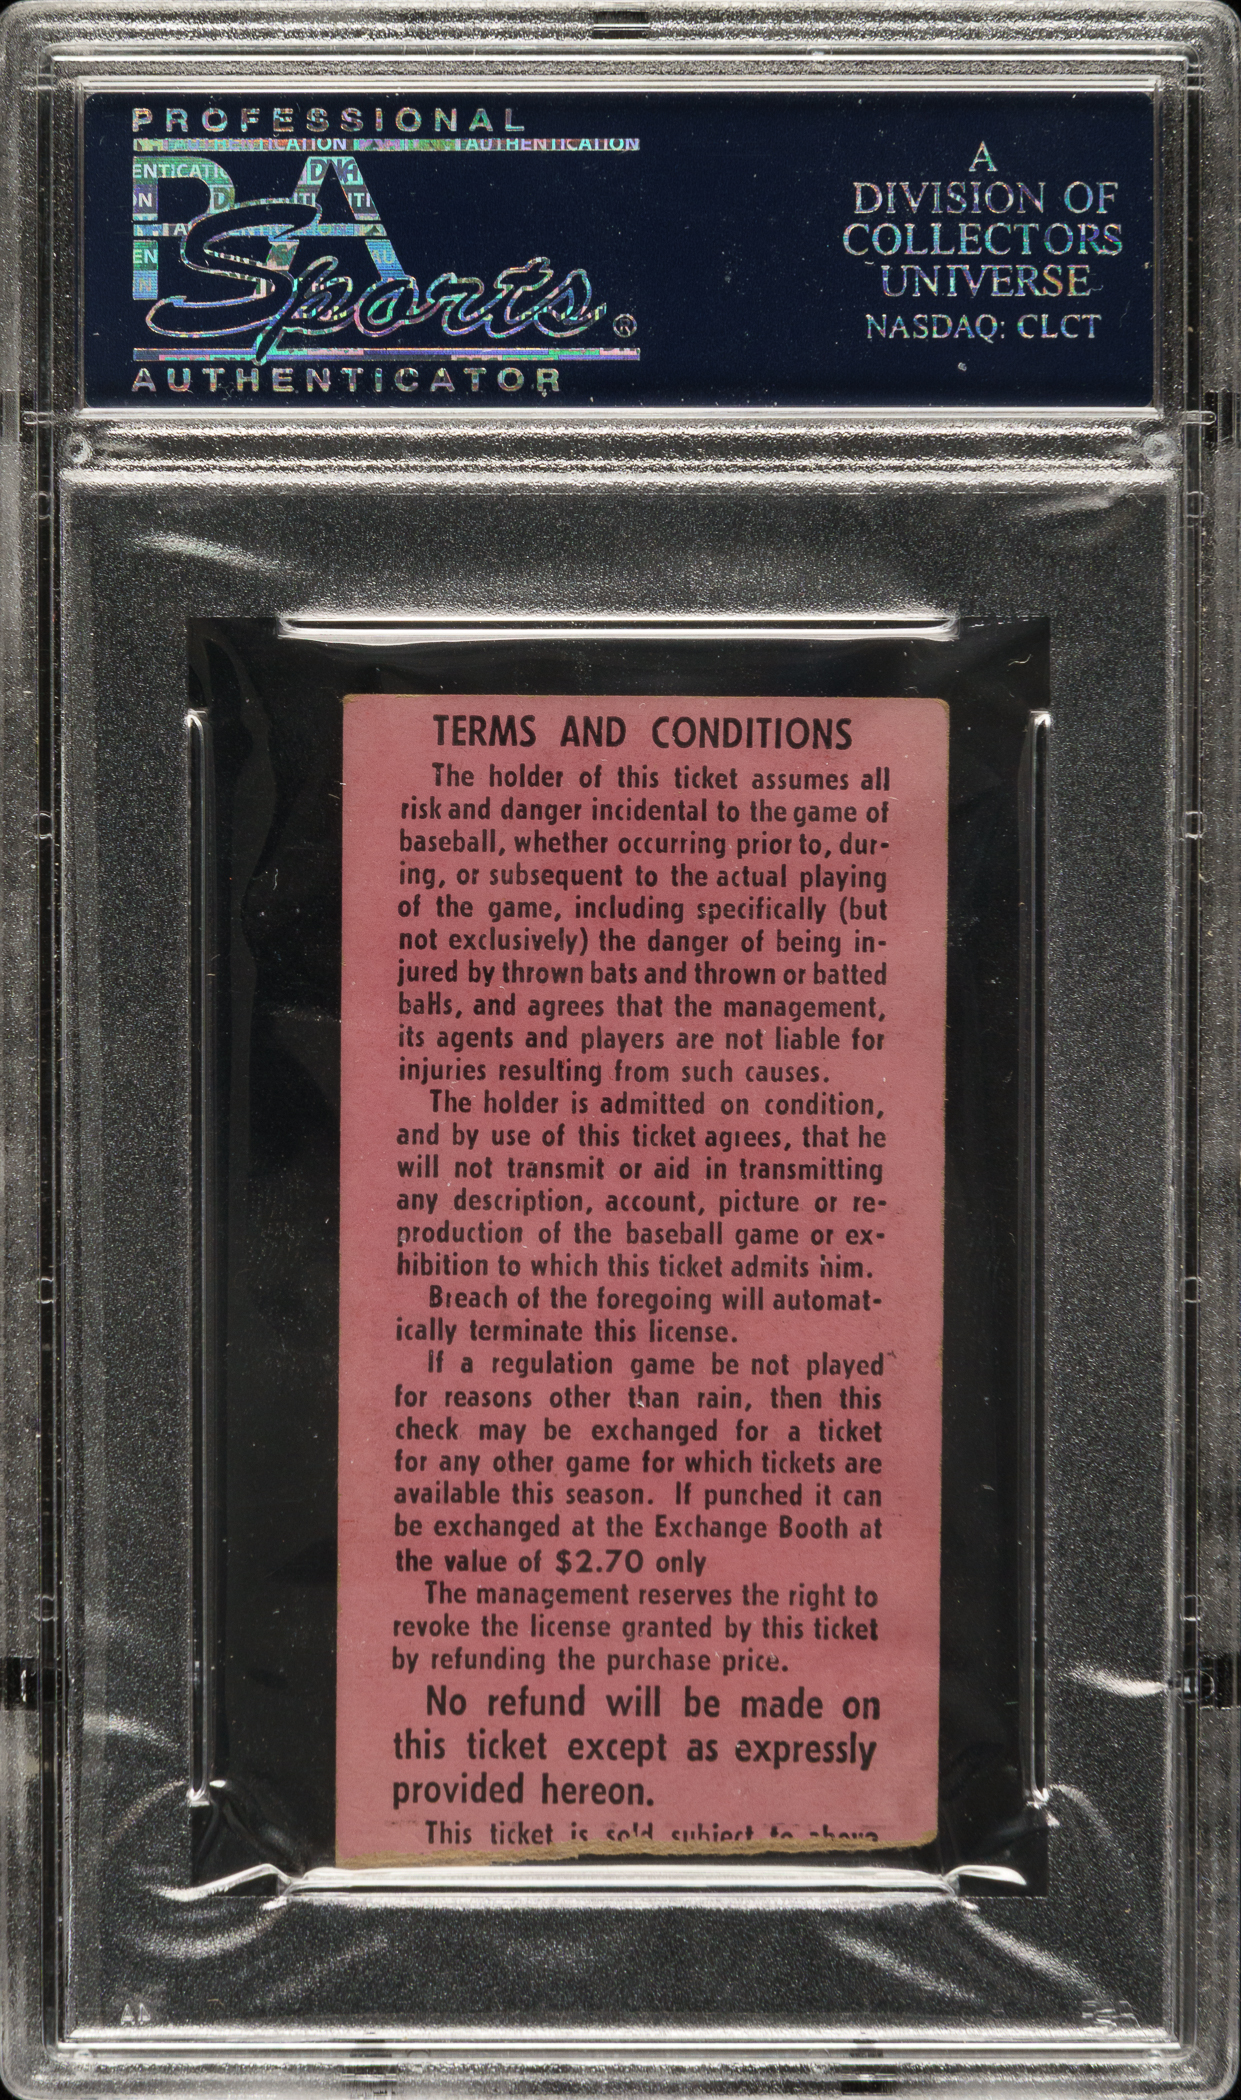 PROFESSIONAL
PSA
Sports®
AUTHENTICATOR
A
DIVISION OF
COLLECTORS
UNIVERSE
NASDAQ: CLCT
TERMS AND CONDITIONS
The holder of this ticket assumes all
risk and danger incidental to the game of
baseball, whether occurring prior to, dur-
ing, or subsequent to the actual playing
of the game, including specifically (but
not exclusively) the danger of being in-
jured by thrown bats and thrown or batted
balls, and agrees that the management,
its agents and players are not liable for
injuries resulting from such causes.
The holder is admitted on condition,
and by use of this ticket agrees, that he
will not transmit or aid in transmitting
any description, account, picture or re-
production of the baseball game or ex-
hibition to which this ticket admits him.
Breach of the foregoing will automat-
ically terminate this license.
If a regulation game be not played
for reasons other than rain, then this
check may be exchanged for a ticket
for any other game for which tickets are
available this season. If punched it can
be exchanged at the Exchange Booth at
the value of $2.70 only
The management reserves the right to
revoke the license granted by this ticket
by refunding the purchase price.
No refund will be made on
this ticket except as expressly
provided hereon.
This ticket is sold subject to above